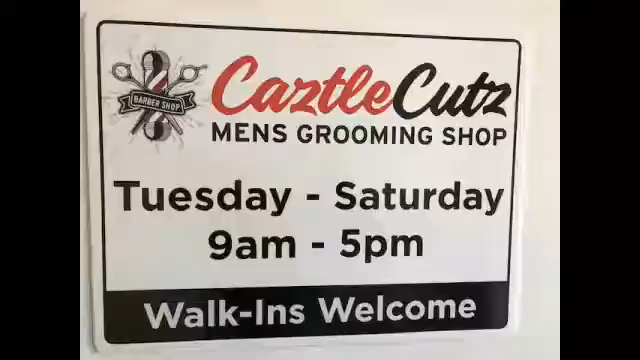 BARBER SHOP
CaztleCutz
MENS GROOMING SHOP
Tuesday - Saturday
9am - 5pm
Walk-Ins Welcome